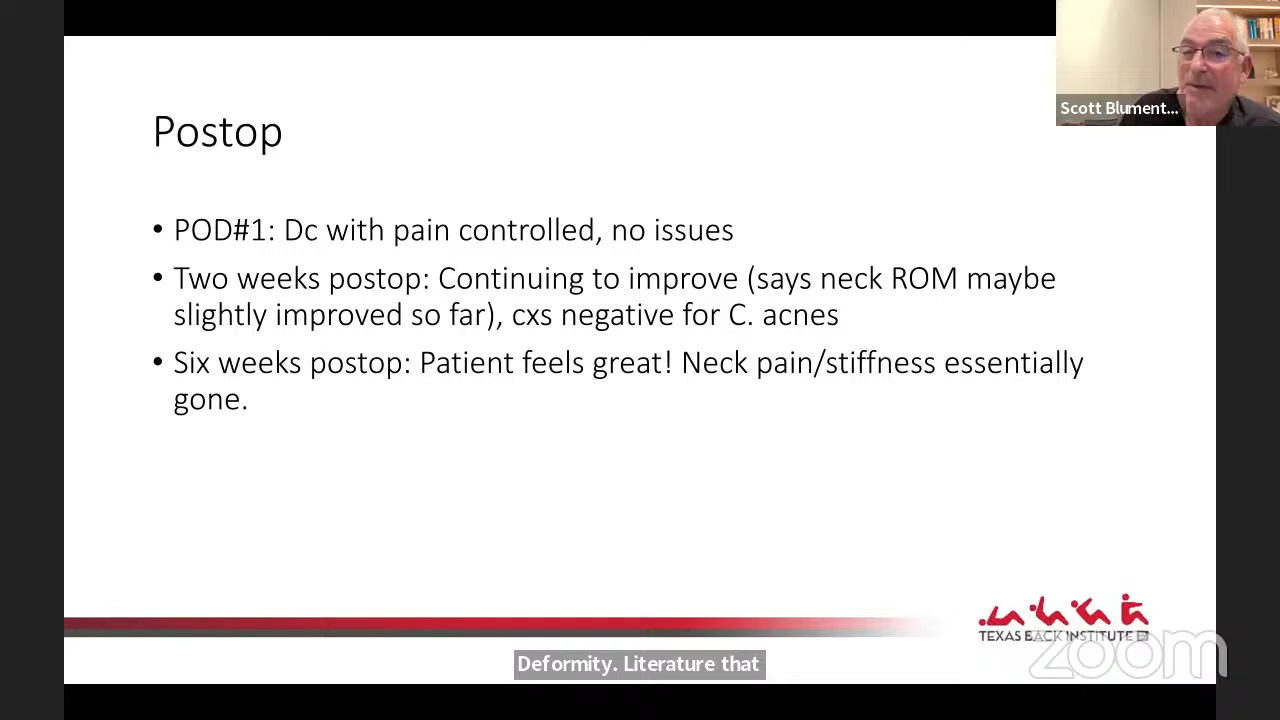 Scott Blument...
Postop
• POD#1: Dc with pain controlled, no issues
• Two weeks postop: Continuing to improve (says neck ROM maybe
slightly improved so far), cxs negative for C. acnes
• Six weeks postop: Patient feels great! Neck pain/stiffness essentially
gone.
TEXAS BACK INSTITUTE
zoom
Deformity. Literature that